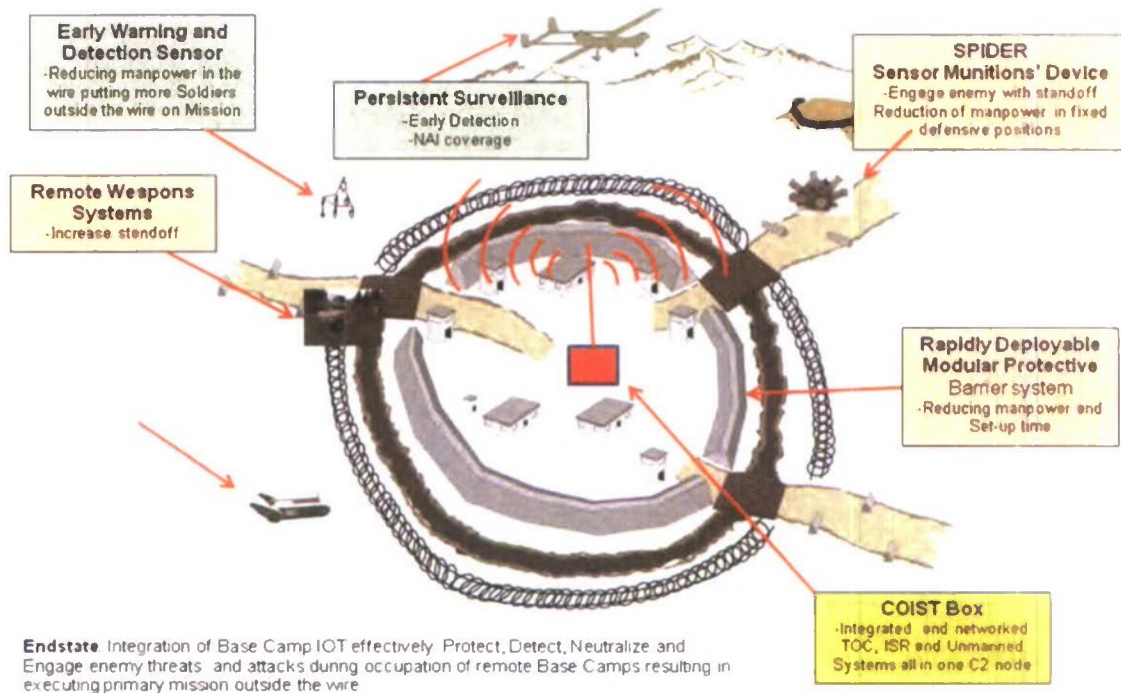 Early Warning and
Detection Sensor
-Reducing manpower in the
wire putting more Soldiers
outside the wire on Mission
Persistent Surveillance
-Early Detection
-NAI coverage
SPIDER
Sensor Munitions' Device
-Engage enemy with standoff
Reduction of manpower in fixed
defensive positions
Remote Weapons
Systems
-Increase standoff
Rapidly Deployable
Modular Protective
Barrier system
-Reducing manpower and
Set-up time
COIST Box
-Integrated and networked
TOC, ISR and Unmanned
Systems all in one C2 node
Endstate Integration of Base Camp IOT effectively Protect, Detect, Neutralize and
Engage enemy threats and attacks during occupation of remote Base Camps resulting in
executing primary mission outside the wire